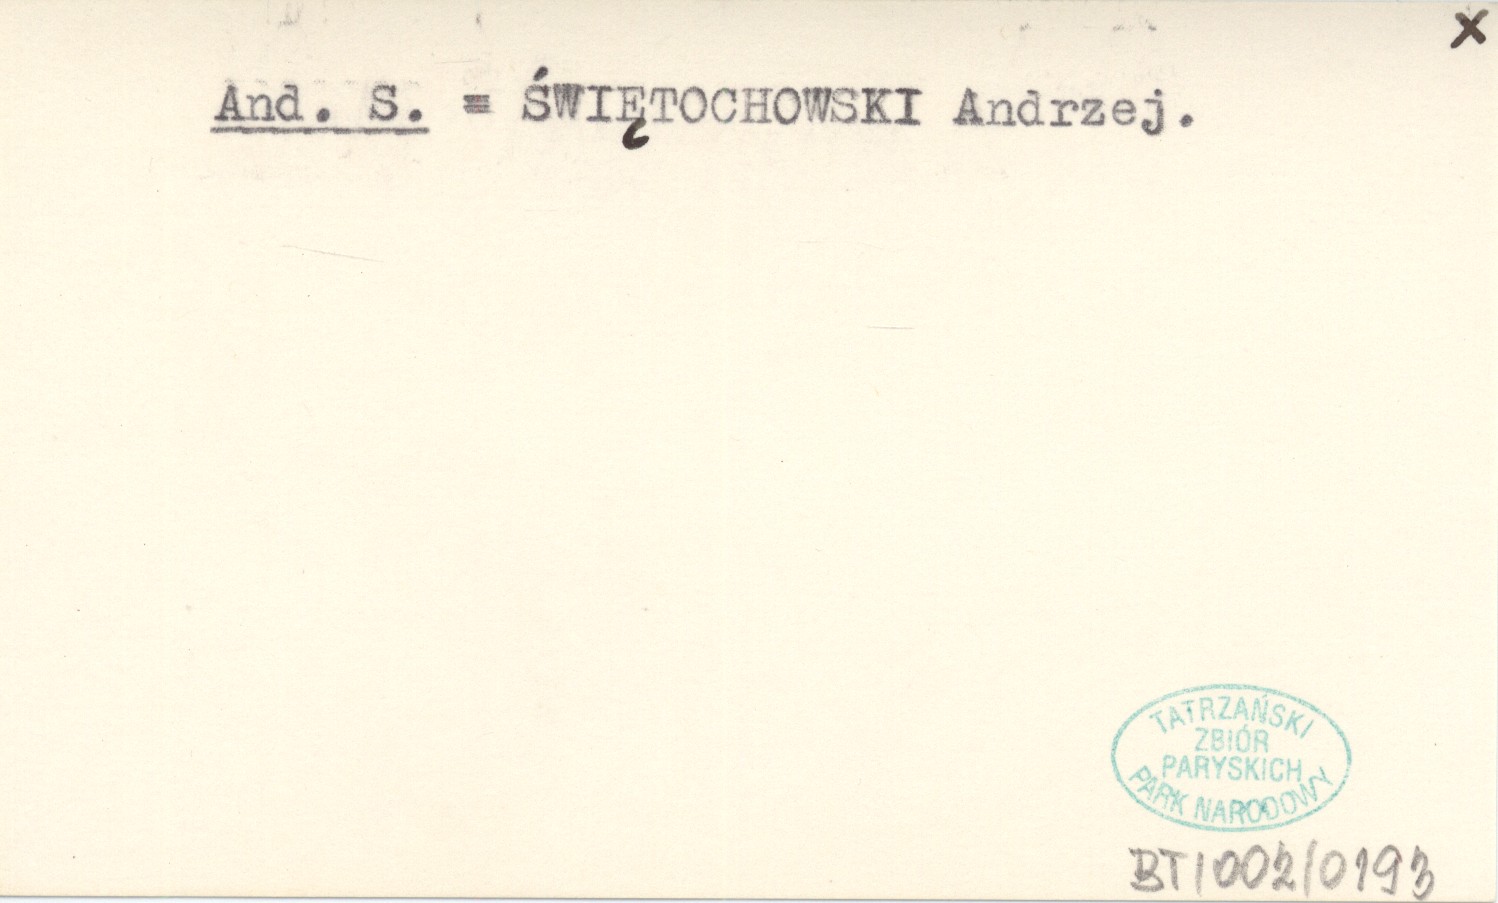 x
And. S. = ŚWIĘTOCHOWSKI Andrzej.
TATRZAŃSKI
ZBIÓR
PARYSKICH
PARK NARODOWY
BT/002/0193